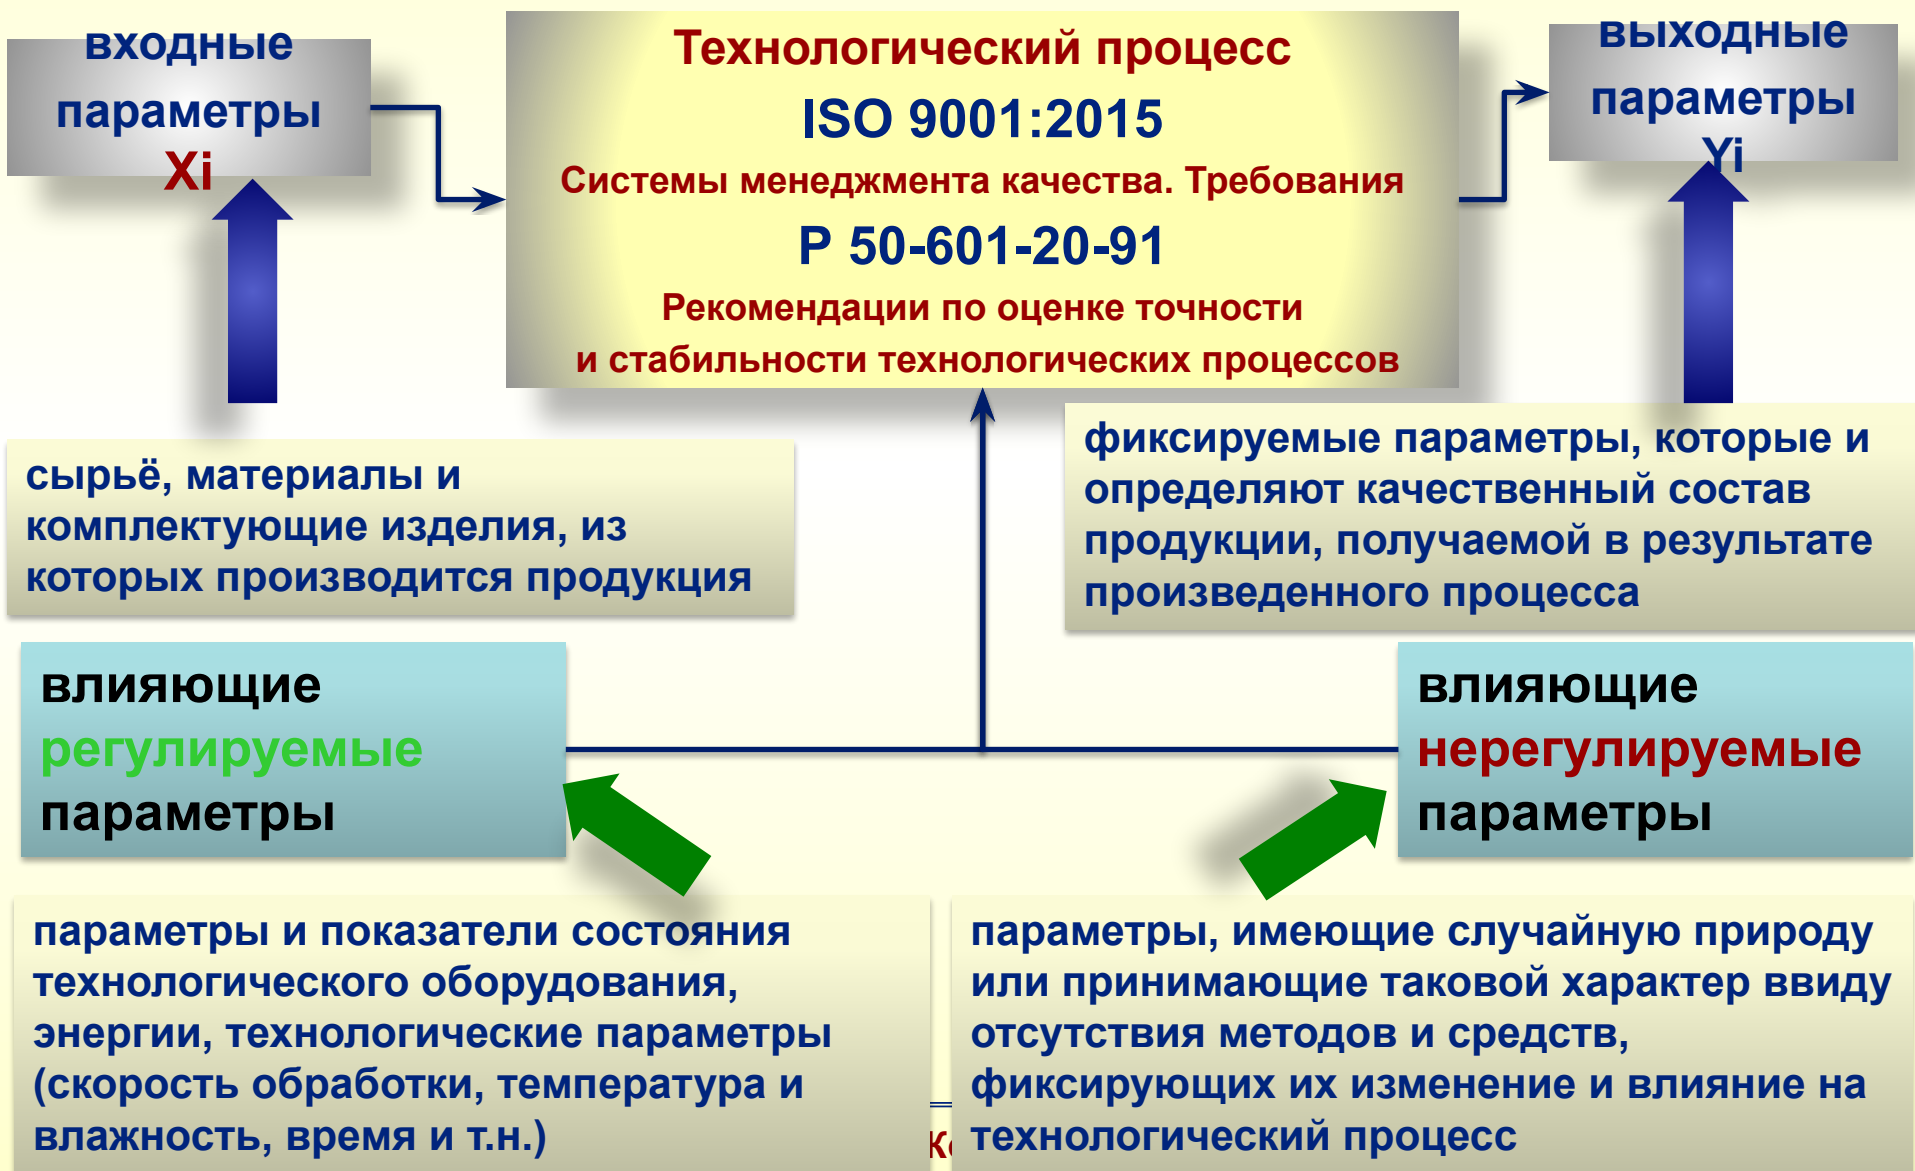 входные
параметры
Xi
Технологический процесс
ISO 9001:2015
Системы менеджмента качества. Требования
Р 50-601-20-91
Рекомендации по оценке точности
и стабильности технологических процессов
выходные
параметры
Yi
сырьё, материалы и
комплектующие изделия, из
которых производится продукция
фиксируемые параметры, которые и
определяют качественный состав
продукции, получаемой в результате
произведенного процесса
влияющие
регулируемые
параметры
влияющие
нерегулируемые
параметры
параметры и показатели состояния
технологического оборудования,
энергии, технологические параметры
(скорость обработки, температура и
влажность, время и т.н.)
параметры, имеющие случайную природу
или принимающие таковой характер ввиду
отсутствия методов и средств,
фиксирующих их изменение и влияние на
технологический процесс